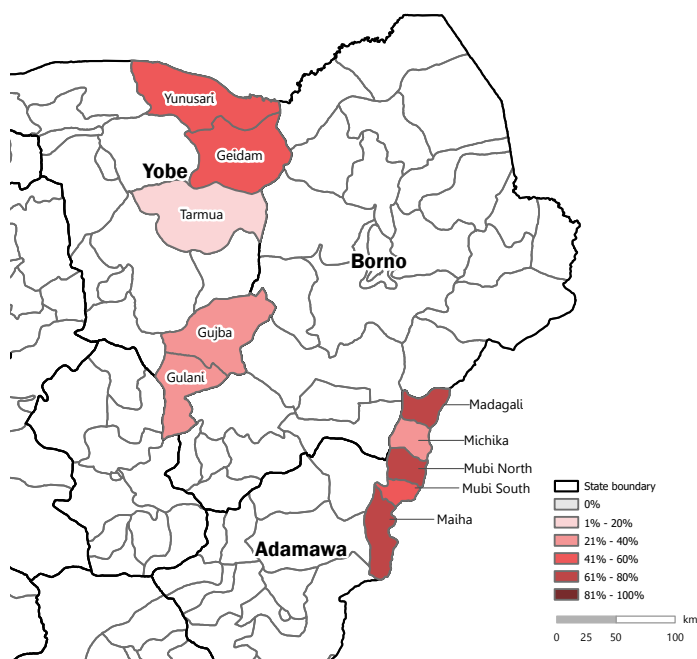 Yunusari
Geidam
Yobe
Tarmua
Borno
Gujba
Gulani
Madagali
Michika
Mubi North
Mubi South
Maiha
Adamawa
State boundary
0%
1% - 20%
21% - 40%
41% - 60%
61% - 80%
81% - 100%
km
0 25 50 100